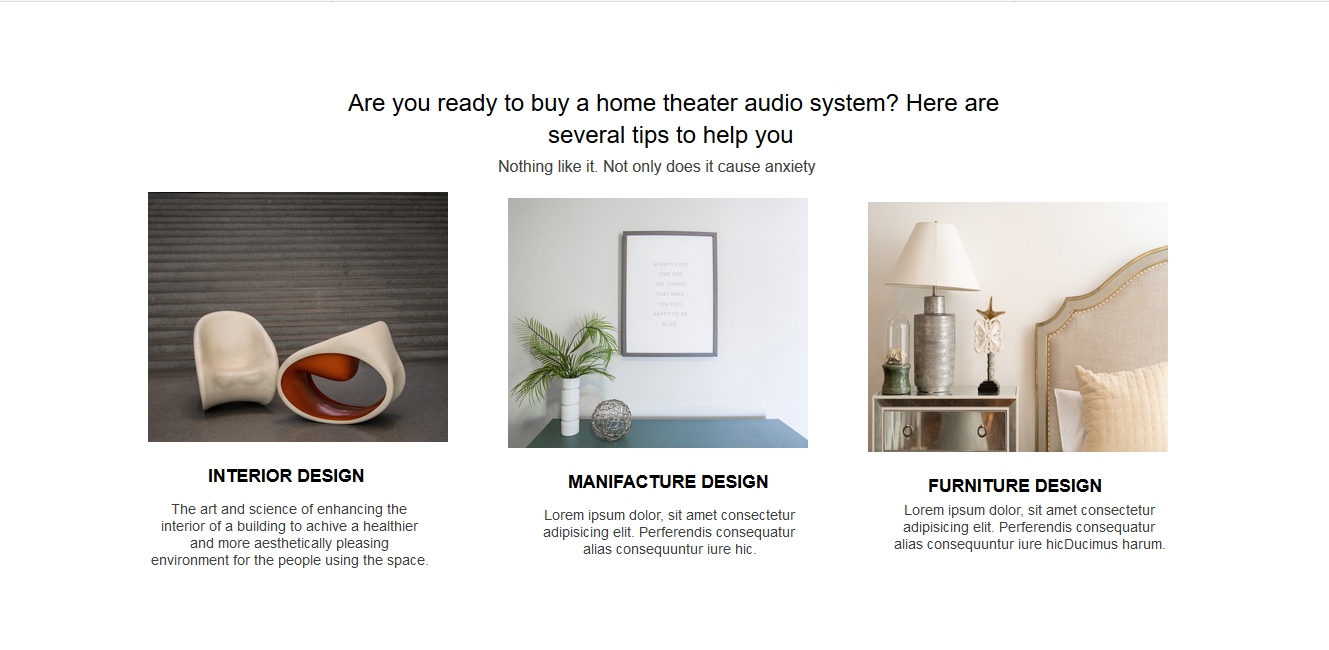 Are you ready to buy a home theater audio system? Here are
several tips to help you
Nothing like it. Not only does it cause anxiety
ALWAYS FIND
TIME FOR
THE THINGS
THAT MAKE
YOU FEEL
HAPPY TO BE
ALIVE
INTERIOR DESIGN
The art and science of enhancing the
interior of a building to achive a healthier
and more aesthetically pleasing
environment for the people using the space.
MANIFACTURE DESIGN
Lorem ipsum dolor, sit amet consectetur
adipisicing elit. Perferendis consequatur
alias consequuntur iure hic.
FURNITURE DESIGN
Lorem ipsum dolor, sit amet consectetur
adipisicing elit. Perferendis consequatur
alias consequuntur iure hicDucimus harum.